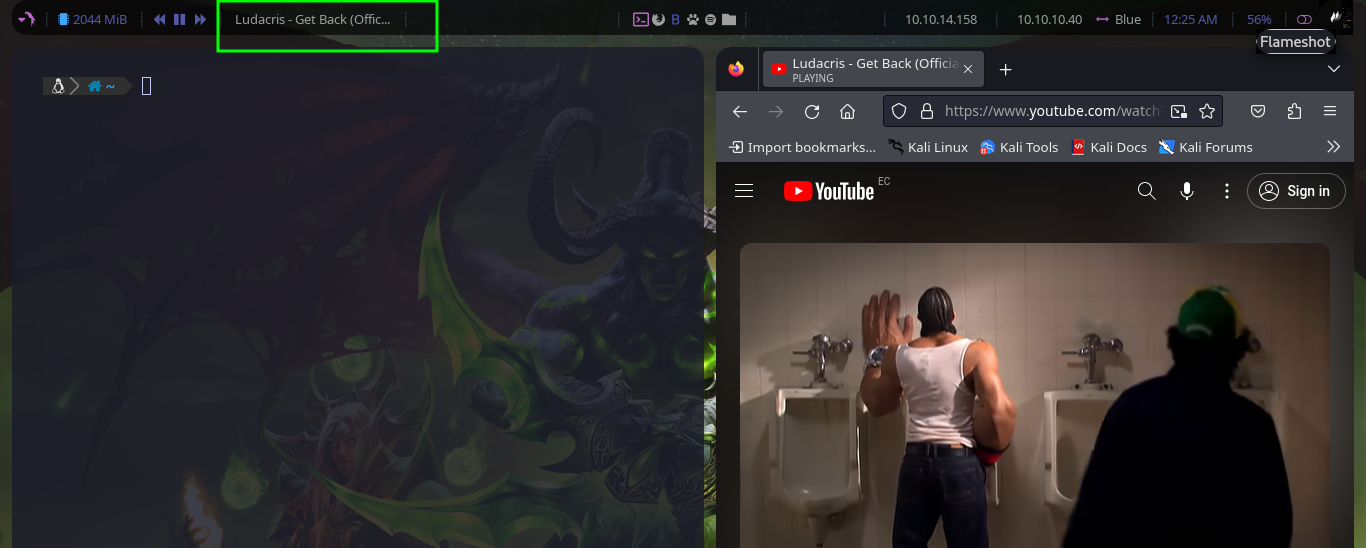 2044 MiB Ludacris - Get Back (Offic... B 10.10.14.158 10.10.10.40 Blue 12:25 AM 56%
Flameshot
~
Ludacris - Get Back (Officia
PLAYING
https://www.youtube.com/watch
Import bookmarks... Kali Linux Kali Tools Kali Docs Kali Forums
YouTube EC Sign in